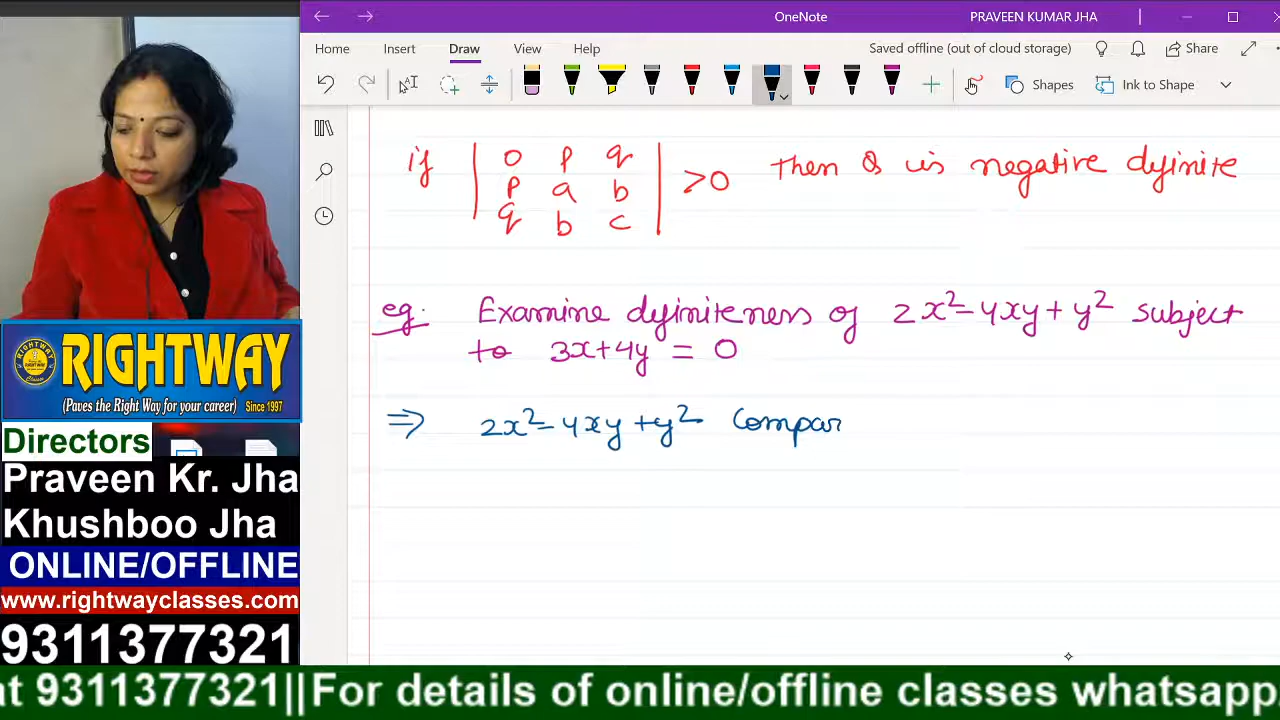 OneNote
PRAVEEN KUMAR JHA
Home Insert Draw View Help
Saved offline (out of cloud storage)
Share
Shapes
Ink to Shape
if | 0 p q | > 0 then Q is negative definite
p a b
q b c
eg. Examine definiteness of 2x² - 4xy + y² subject
to 3x + 4y = 0
⇒ 2x² - 4xy + y² Compar
RIGHTWAY
Classes
(Paves the Right Way for your career) Since 1997
Directors
Praveen Kr. Jha
Khushboo Jha
ONLINE/OFFLINE
www.rightwayclasses.com
9311377321
at 9311377321||For details of online/offline classes whatsapp